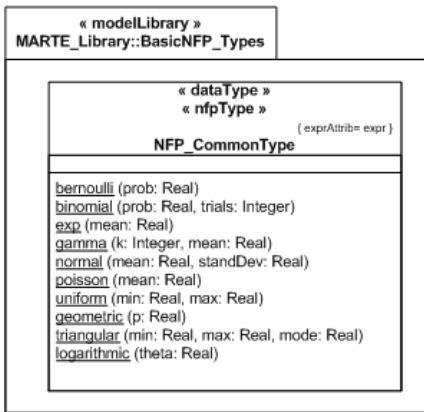 « modelLibrary »
MARTE_Library::BasicNFP_Types
« dataType »
« nfpType »
{ exprAttrib= expr }
NFP_CommonType
bernoulli (prob: Real)
binomial (prob: Real, trials: Integer)
exp (mean: Real)
gamma (k: Integer, mean: Real)
normal (mean: Real, standDev: Real)
poisson (mean: Real)
uniform (min: Real, max: Real)
geometric (p: Real)
triangular (min: Real, max: Real, mode: Real)
logarithmic (theta: Real)